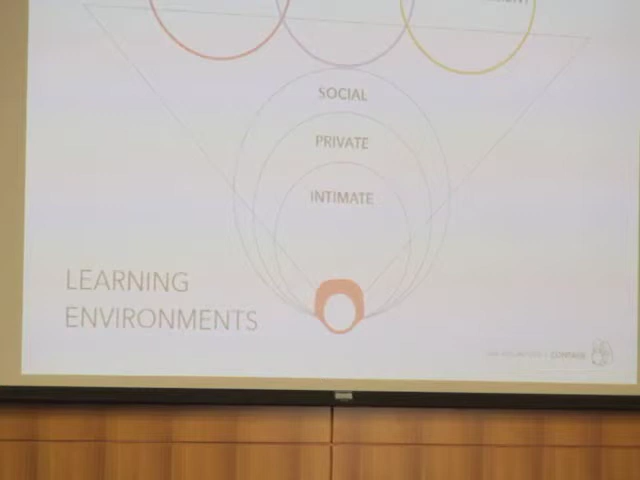 SOCIAL
PRIVATE
INTIMATE
LEARNING
ENVIRONMENTS